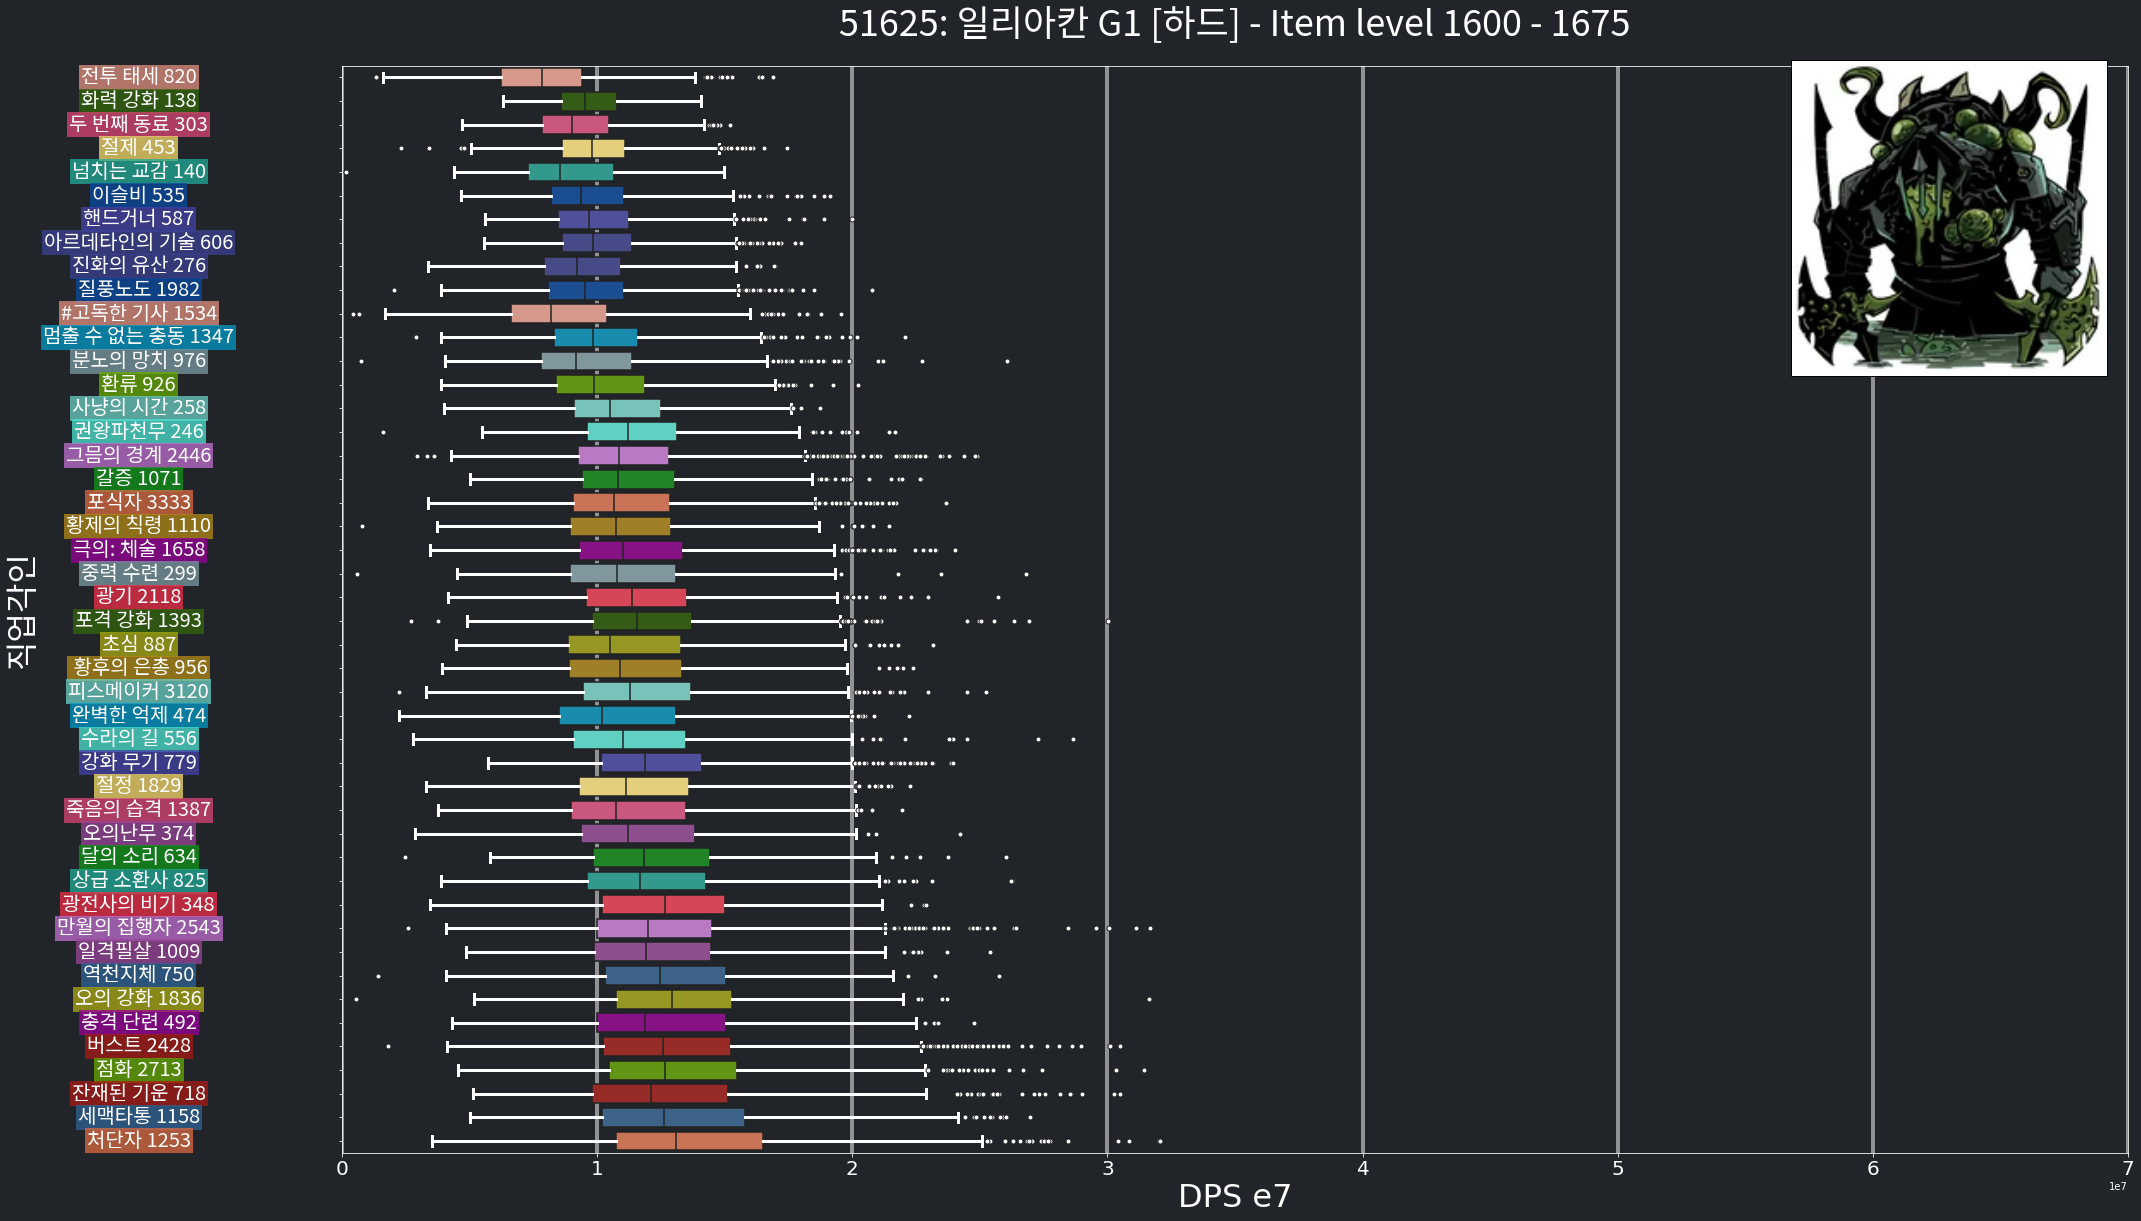 51625: 일리아칸 G1 [하드] - Item level 1600 - 1675
직업각인
전투 태세 820
화력 강화 138
두 번째 동료 303
절제 453
넘치는 교감 140
이슬비 535
핸드거너 587
아르데타인의 기술 606
진화의 유산 276
질풍노도 1982
#고독한 기사 1534
멈출 수 없는 충동 1347
분노의 망치 976
환류 926
사냥의 시간 258
권왕파천무 246
그믐의 경계 2446
갈증 1071
포식자 3333
황제의 칙령 1110
극의: 체술 1658
중력 수련 299
광기 2118
포격 강화 1393
초심 887
황후의 은총 956
피스메이커 3120
완벽한 억제 474
수라의 길 556
강화 무기 779
절정 1829
죽음의 습격 1387
오의난무 374
달의 소리 634
상급 소환사 825
광전사의 비기 348
만월의 집행자 2543
일격필살 1009
역천지체 750
오의 강화 1836
충격 단련 492
버스트 2428
점화 2713
잔재된 기운 718
세맥타통 1158
처단자 1253
0 1 2 3 4 5 6 7
DPS e7
1e7